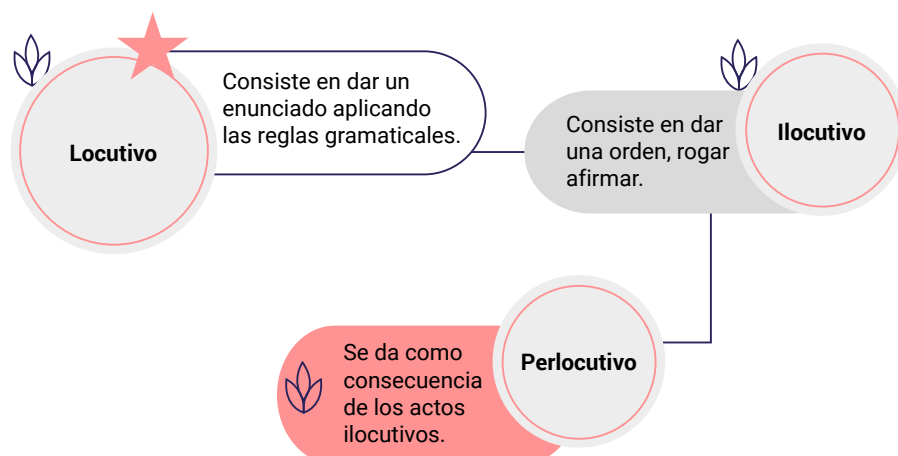 Locutivo
Consiste en dar un
enunciado aplicando
las reglas gramaticales.
Consiste en dar
una orden, rogar
afirmar.
Ilocutivo
Se da como
consecuencia
de los actos
ilocutivos.
Perlocutivo